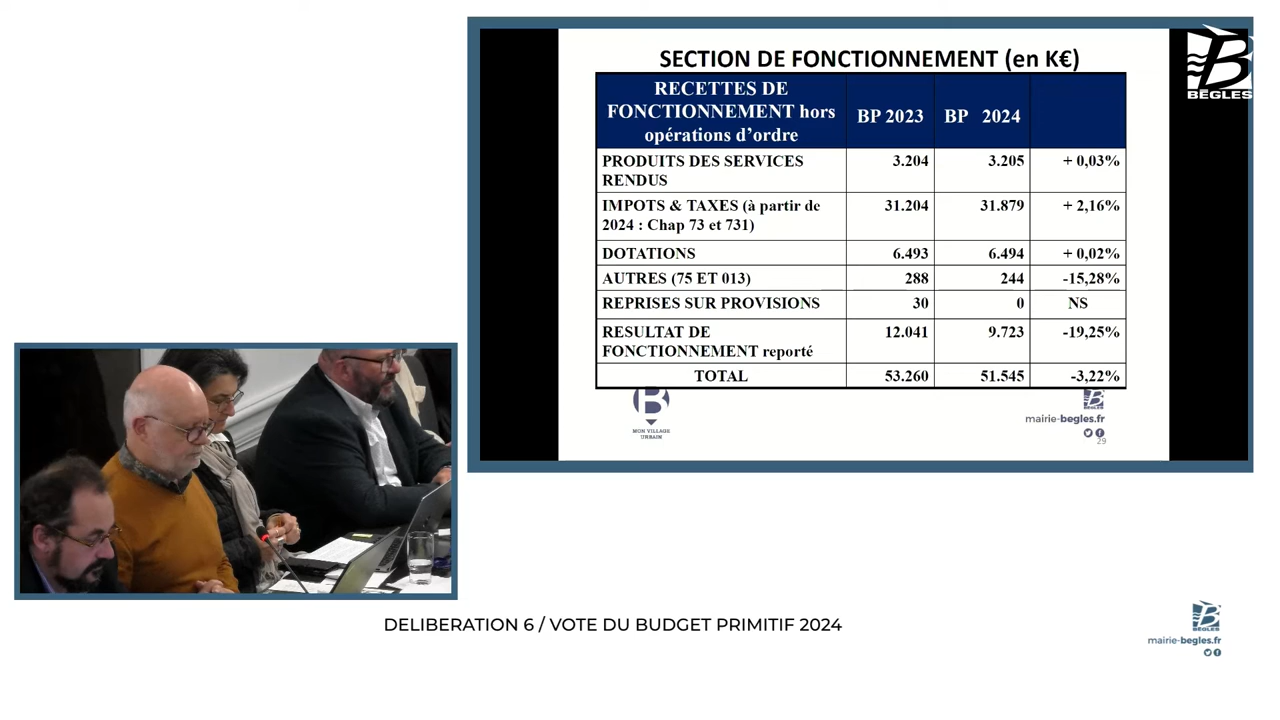 SECTION DE FONCTIONNEMENT (en K€)
RECETTES DE
FONCTIONNEMENT hors
opérations d'ordre
BP 2023
BP 2024
PRODUITS DES SERVICES
RENDUS
3.204
3.205
+ 0,03%
IMPOTS & TAXES (à partir de
2024 : Chap 73 et 731)
31.204
31.879
+ 2,16%
DOTATIONS
6.493
6.494
+ 0,02%
AUTRES (75 ET 013)
288
244
-15,28%
REPRISES SUR PROVISIONS
30
0
NS
RESULTAT DE
FONCTIONNEMENT reporté
12.041
9.723
-19,25%
TOTAL
53.260
51.545
-3,22%
B
MON VILLAGE
URBAIN
mairie-begles.fr
29
B
BEGLES
DELIBERATION 6 / VOTE DU BUDGET PRIMITIF 2024
B
BEGLES
mairie-begles.fr